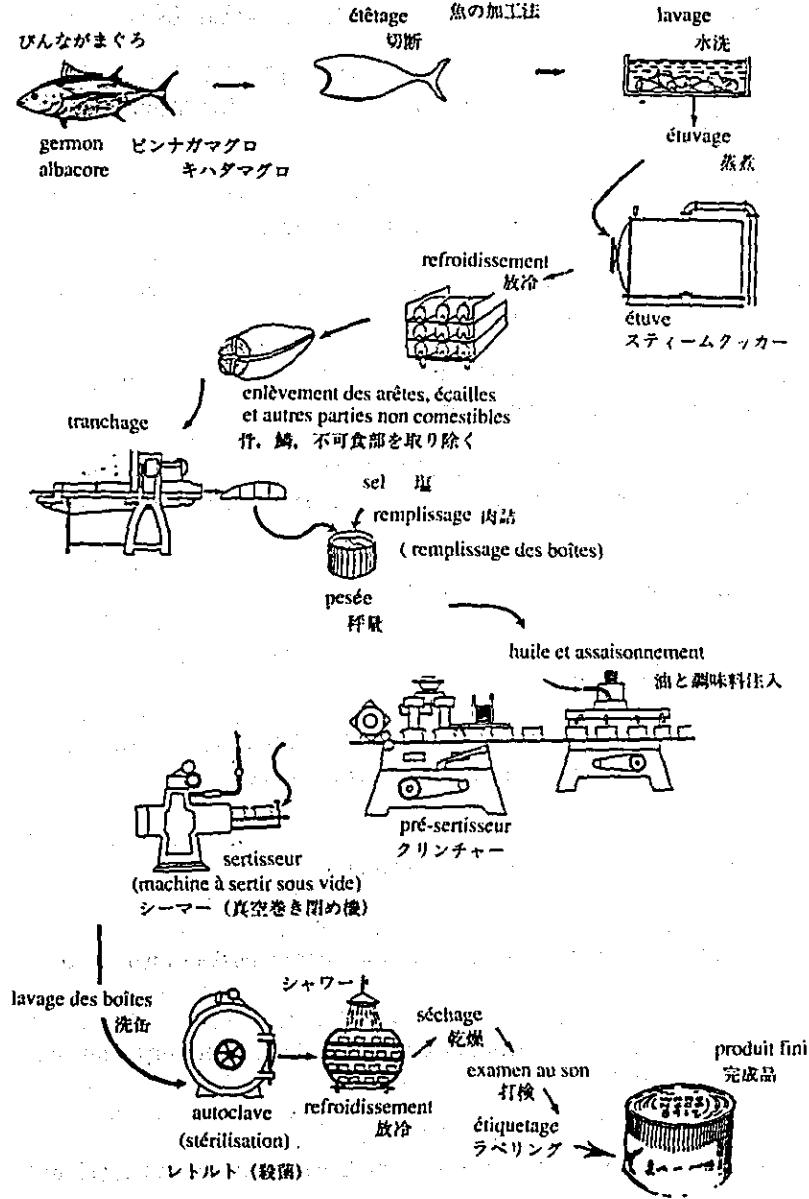 魚の加工法
びんながまぐろ
étêtage
切断
lavage
水洗
germon ビンナガマグロ
albacore キハダマグロ
étuvage
蒸煮
étuve
スティームクッカー
refroidissement
放冷
enlèvement des arêtes, écailles
et autres parties non comestibles
骨，鱗，不可食部を取り除く
tranchage
sel 塩
remplissage 肉詰
( remplissage des boîtes)
pesée
秤量
huile et assaisonnement
油と調味料注入
pré-sertisseur
クリンチャー
sertisseur
(machine à sertir sous vide)
シーマー（真空巻き閉め機）
lavage des boîtes
洗缶
autoclave
(stérilisation)
レトルト（殺菌）
シャワー
refroidissement
放冷
séchage
乾燥
examen au son
打検
étiquetage
ラベリング
produit fini
完成品